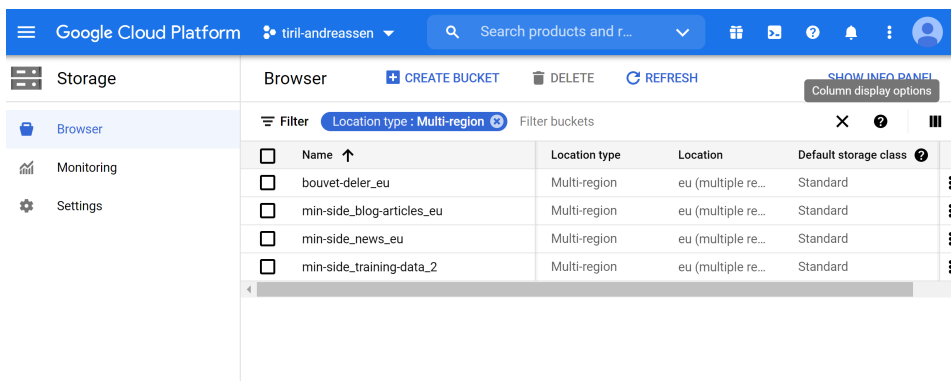 Google Cloud Platform tiril-andreassen Search products and r...
Storage Browser CREATE BUCKET DELETE REFRESH SHOW INFO PANEL
Column display options
Browser
Monitoring
Settings
Filter Location type : Multi-region Filter buckets
Name Location type Location Default storage class
bouvet-deler_eu Multi-region eu (multiple re... Standard
min-side_blog-articles_eu Multi-region eu (multiple re... Standard
min-side_news_eu Multi-region eu (multiple re... Standard
min-side_training-data_2 Multi-region eu (multiple re... Standard